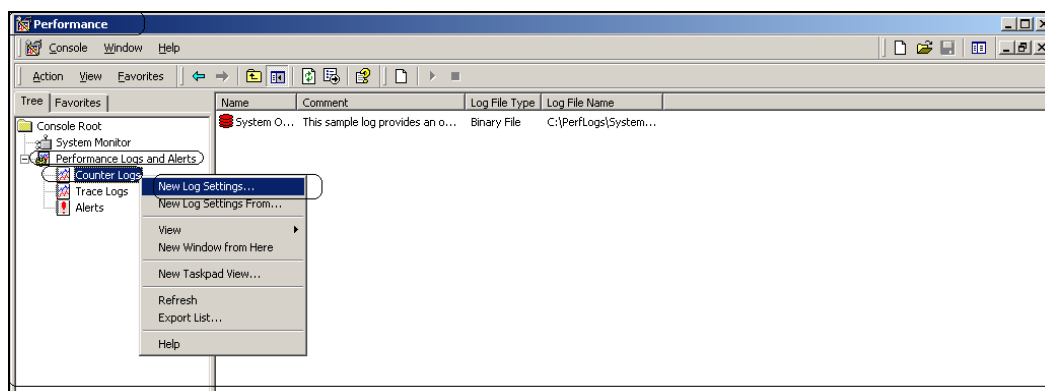 Performance
Console Window Help
Action View Favorites
Tree Favorites
Name Comment Log File Type Log File Name
Console Root
System Monitor
Performance Logs and Alerts
Counter Logs
Trace Logs
Alerts
System O... This sample log provides an o... Binary File C:\PerfLogs\System...
New Log Settings...
New Log Settings From...
View
New Window from Here
New Taskpad View...
Refresh
Export List...
Help